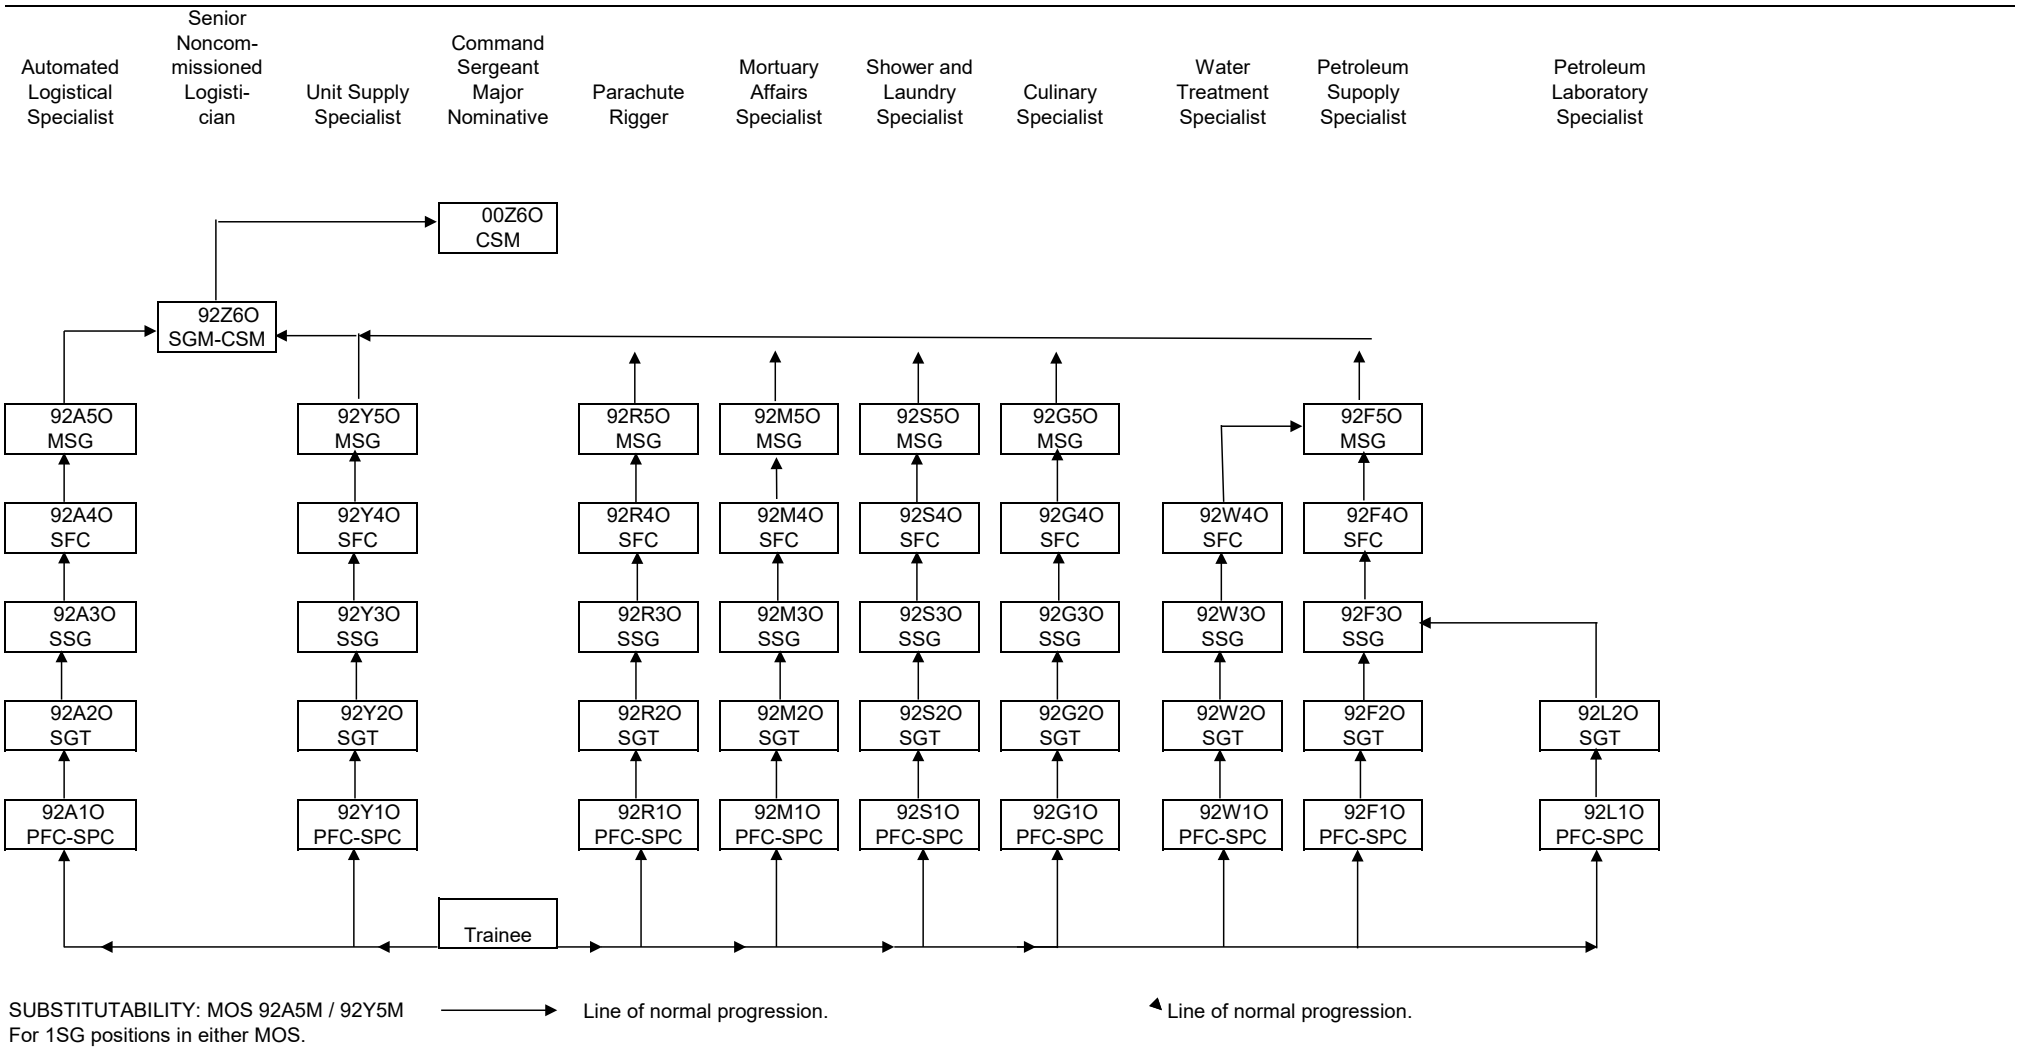 Automated
Logistical
Specialist
Senior
Noncom-
missioned
Logisti-
cian
Unit Supply
Specialist
Command
Sergeant
Major
Nominative
Parachute
Rigger
Mortuary
Affairs
Specialist
Shower and
Laundry
Specialist
Culinary
Specialist
Water
Treatment
Specialist
Petroleum
Supoply
Specialist
Petroleum
Laboratory
Specialist
00Z6O
CSM
92Z6O
SGM-CSM
92A5O
MSG
92Y5O
MSG
92R5O
MSG
92M5O
MSG
92S5O
MSG
92G5O
MSG
92F5O
MSG
92A4O
SFC
92Y4O
SFC
92R4O
SFC
92M4O
SFC
92S4O
SFC
92G4O
SFC
92W4O
SFC
92F4O
SFC
92A3O
SSG
92Y3O
SSG
92R3O
SSG
92M3O
SSG
92S3O
SSG
92G3O
SSG
92W3O
SSG
92F3O
SSG
92A2O
SGT
92Y2O
SGT
92R2O
SGT
92M2O
SGT
92S2O
SGT
92G2O
SGT
92W2O
SGT
92F2O
SGT
92L2O
SGT
92A1O
PFC-SPC
92Y1O
PFC-SPC
92R1O
PFC-SPC
92M1O
PFC-SPC
92S1O
PFC-SPC
92G1O
PFC-SPC
92W1O
PFC-SPC
92F1O
PFC-SPC
92L1O
PFC-SPC
Trainee
SUBSTITUTABILITY: MOS 92A5M / 92Y5M
For 1SG positions in either MOS.
Line of normal progression.
Line of normal progression.